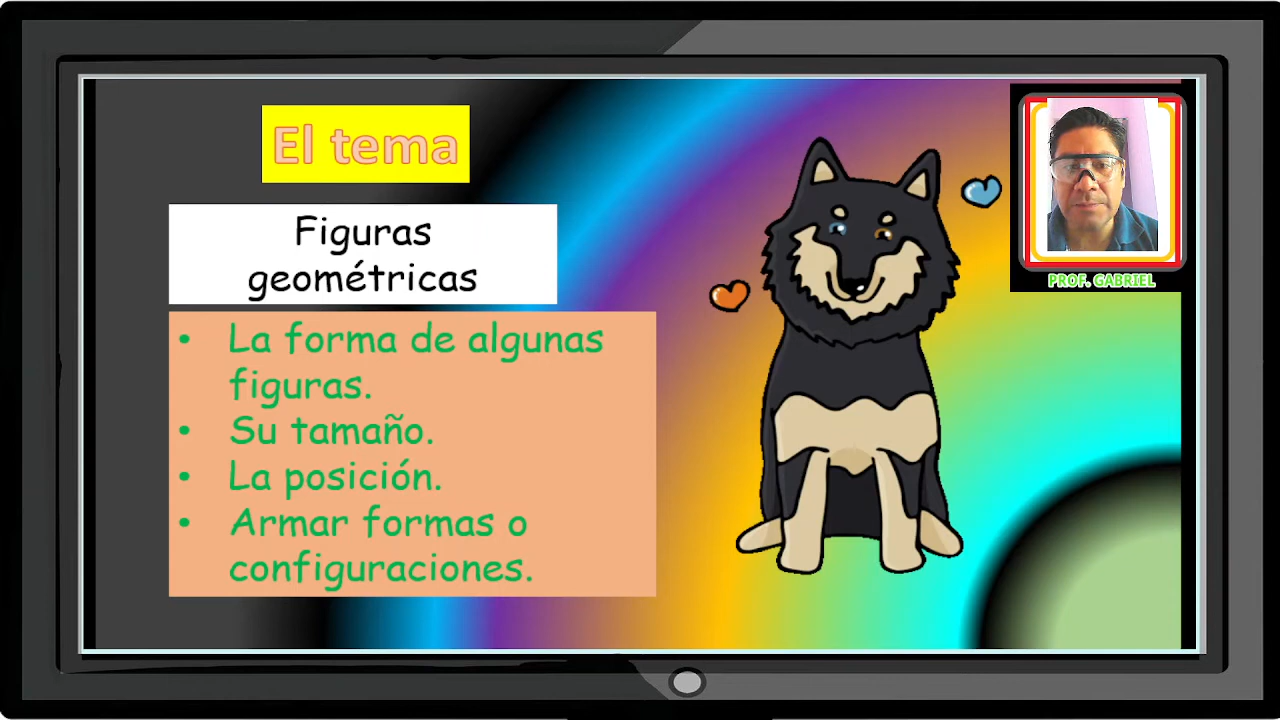 El tema
Figuras
geométricas
• La forma de algunas
figuras.
• Su tamaño.
• La posición.
• Armar formas o
configuraciones.
PROF. GABRIEL